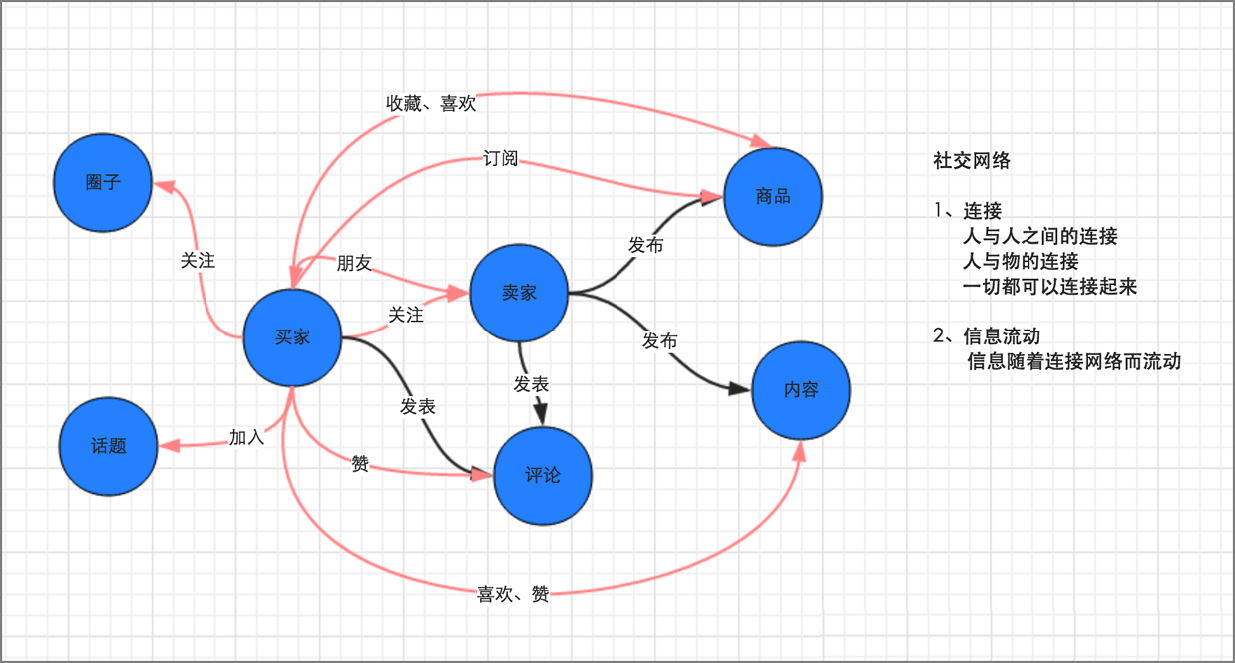 收藏、喜欢
订阅
圈子
商品
关注
朋友
发布
卖家
关注
买家
发布
发表
内容
发表
话题
加入
赞
评论
喜欢、赞
社交网络
1、连接
人与人之间的连接
人与物的连接
一切都可以连接起来
2、信息流动
信息随着连接网络而流动